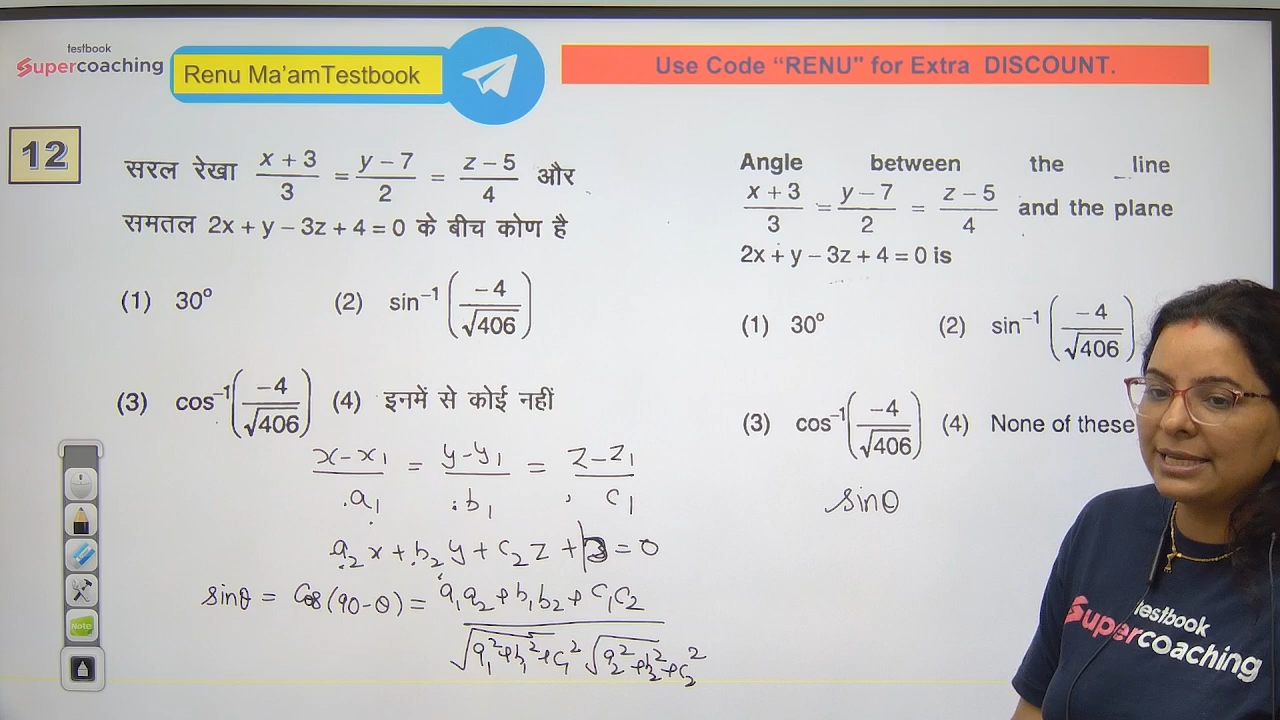 testbook
Supercoaching
Renu Ma'amTestbook
Use Code “RENU" for Extra DISCOUNT.
12
सरल रेखा (x + 3)/3 = (y – 7)/2 = (z – 5)/4 और
समतल 2x + y – 3z + 4 = 0 के बीच कोण है
(1) 30° (2) sin⁻¹(–4/√406)
(3) cos⁻¹(–4/√406) (4) इनमें से कोई नहीं
(x-x₁)/a₁ = (y-y₁)/b₁ = (z-z₁)/c₁
a₂x + b₂y + c₂z + = 0
sinθ = Cos(90-θ) = (a₁a₂+b₁b₂+c₁c₂)/(√a₁²+b₁²+c₁² √a₂²+b₂²+c₂²)
Angle between the line
(x + 3)/3 = (y – 7)/2 = (z – 5)/4 and the plane
2x + y – 3z + 4 = 0 is
(1) 30° (2) sin⁻¹(–4/√406)
(3) cos⁻¹(–4/√406) (4) None of these
sinθ
Note
testbook
Supercoaching